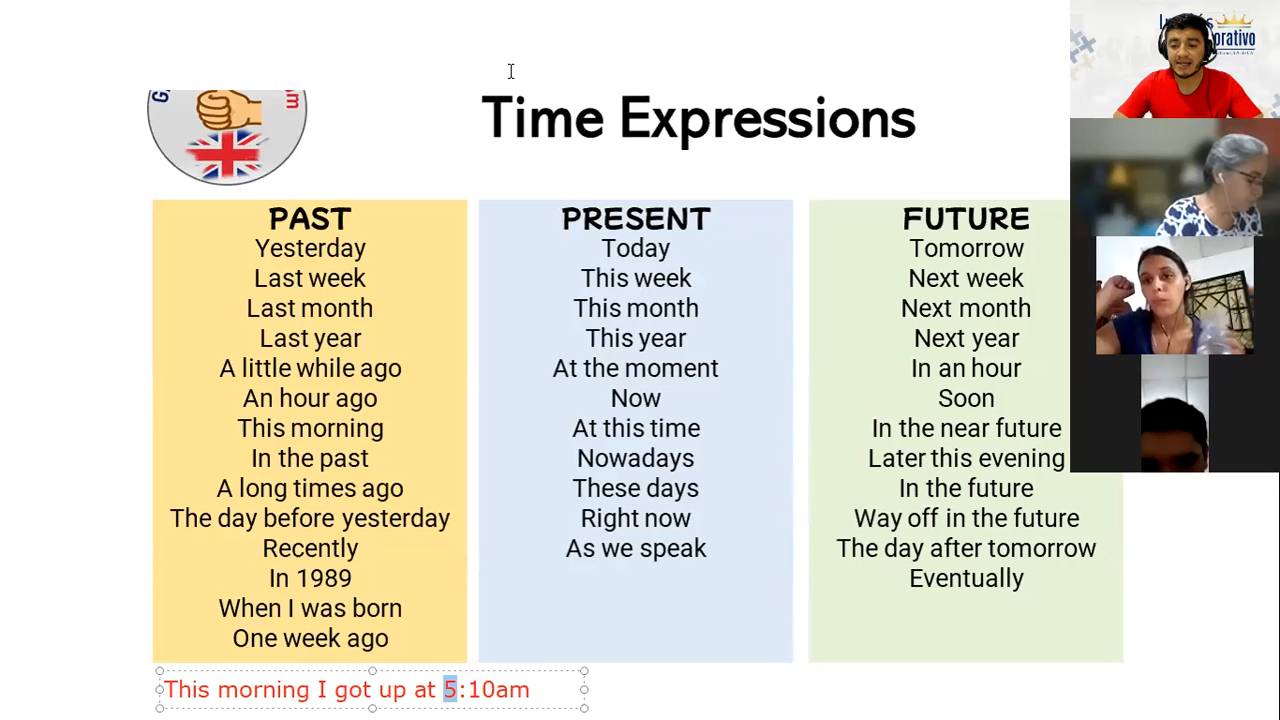 Time Expressions
PAST
Yesterday
Last week
Last month
Last year
A little while ago
An hour ago
This morning
In the past
A long times ago
The day before yesterday
Recently
In 1989
When I was born
One week ago
PRESENT
Today
This week
This month
This year
At the moment
Now
At this time
Nowadays
These days
Right now
As we speak
FUTURE
Tomorrow
Next week
Next month
Next year
In an hour
Soon
In the near future
Later this evening
In the future
Way off in the future
The day after tomorrow
Eventually
This morning I got up at 5:10am